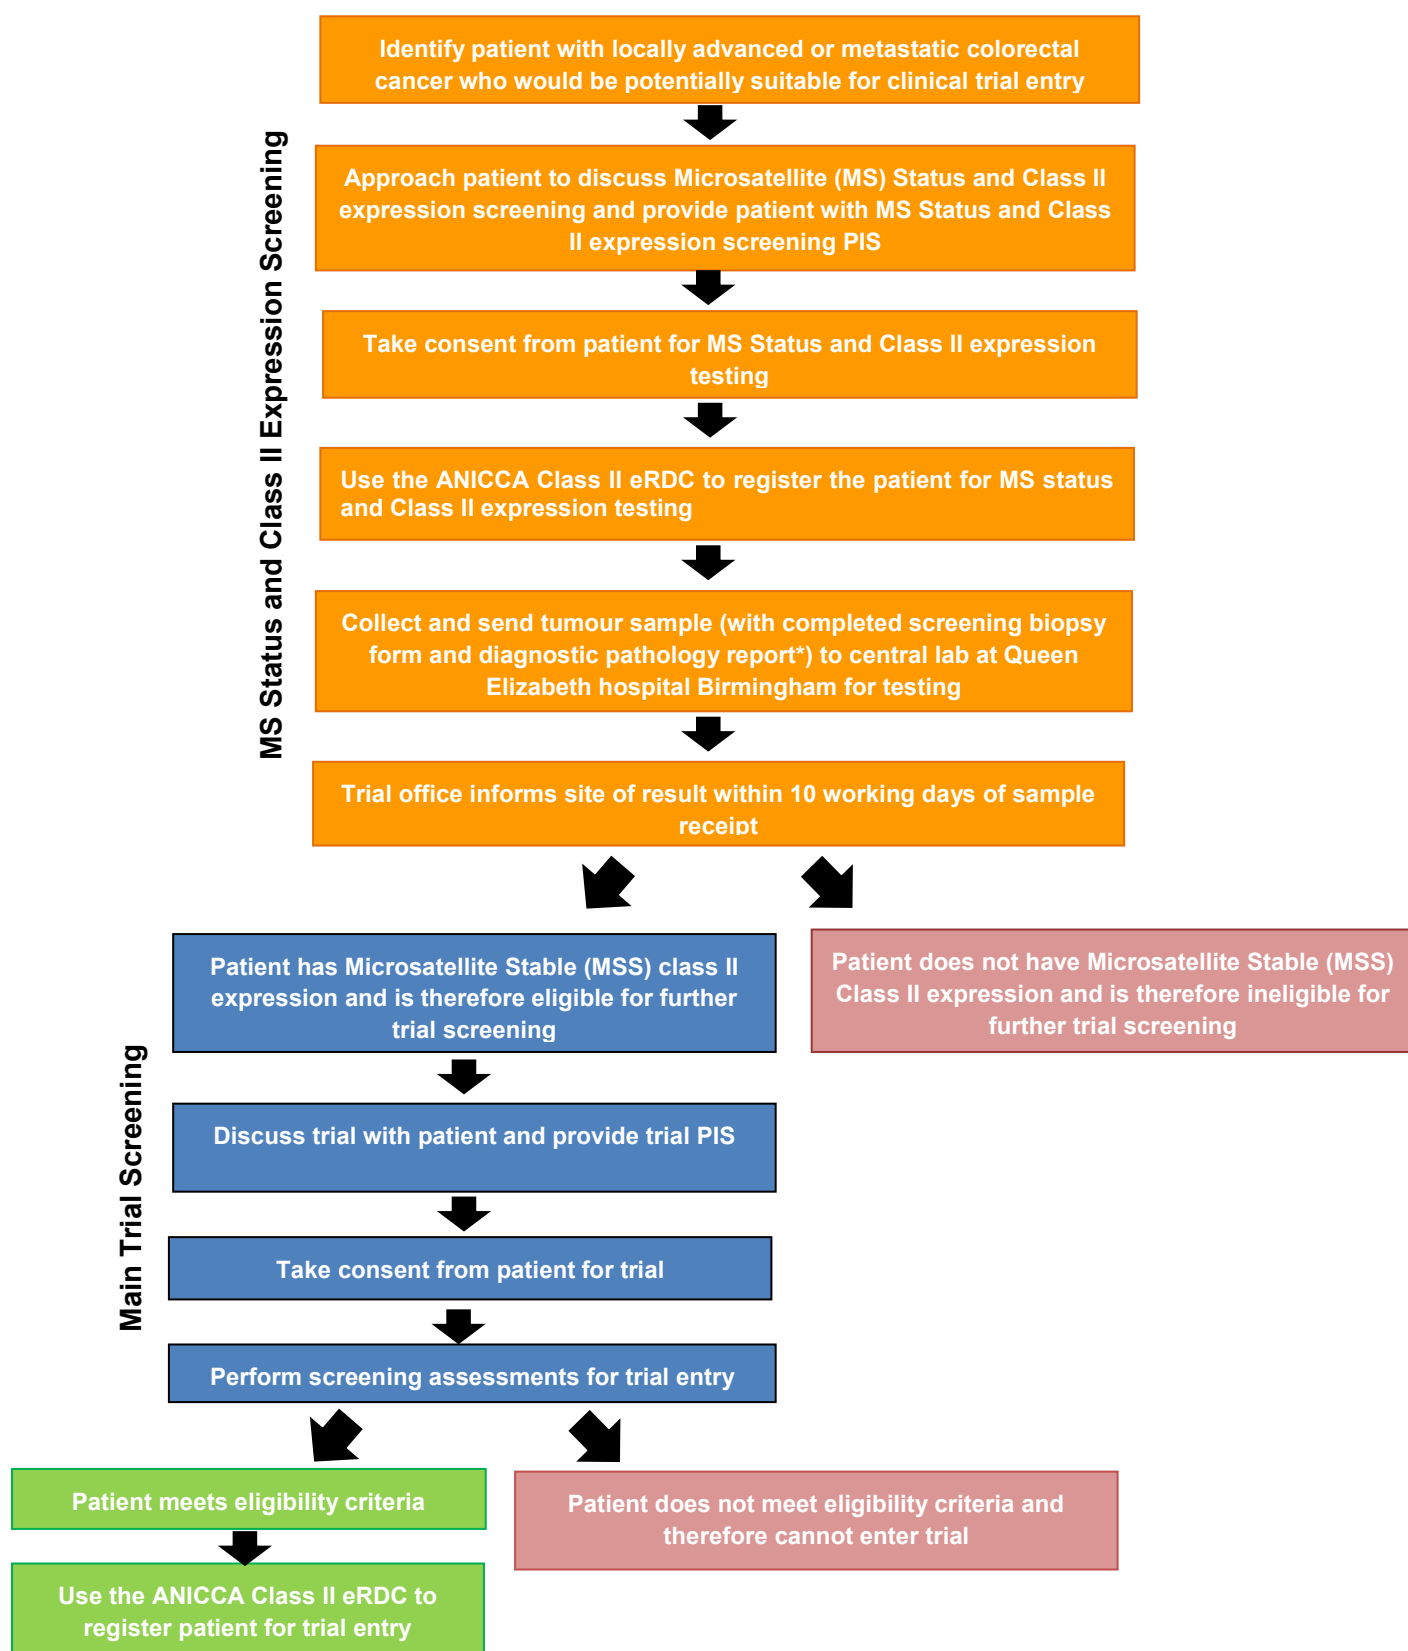 Identify patient with locally advanced or metastatic colorectal
cancer who would be potentially suitable for clinical trial entry
MS Status and Class II Expression Screening
Approach patient to discuss Microsatellite (MS) Status and Class II
expression screening and provide patient with MS Status and Class
II expression screening PIS
Take consent from patient for MS Status and Class II expression
testing
Use the ANICCA Class II eRDC to register the patient for MS status
and Class II expression testing
Collect and send tumour sample (with completed screening biopsy
form and diagnostic pathology report*) to central lab at Queen
Elizabeth hospital Birmingham for testing
Trial office informs site of result within 10 working days of sample
receipt
Patient has Microsatellite Stable (MSS) class II
expression and is therefore eligible for further
trial screening
Patient does not have Microsatellite Stable (MSS)
Class II expression and is therefore ineligible for
further trial screening
Main Trial Screening
Discuss trial with patient and provide trial PIS
Take consent from patient for trial
Perform screening assessments for trial entry
Patient meets eligibility criteria
Patient does not meet eligibility criteria and
therefore cannot enter trial
Use the ANICCA Class II eRDC to
register patient for trial entry